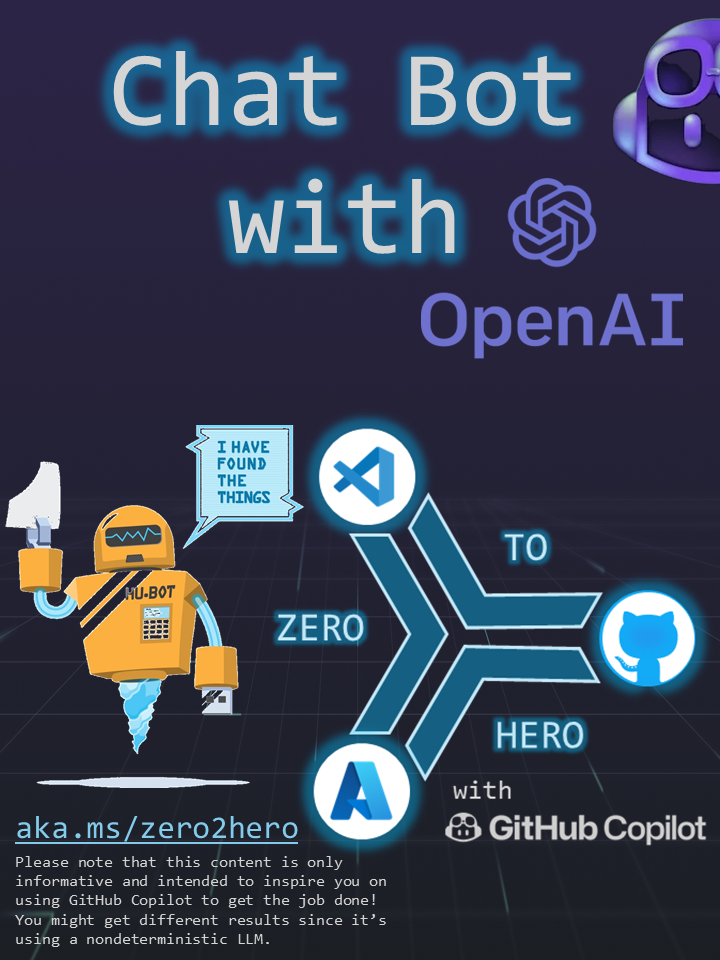 Chat Bot
with
OpenAI
I HAVE
FOUND
THE
THINGS
HU-BOT
TO
ZERO
HERO
with
GitHub Copilot
aka.ms/zero2hero
Please note that this content is only
informative and intended to inspire you on
using GitHub Copilot to get the job done!
You might get different results since it’s
using a nondeterministic LLM.